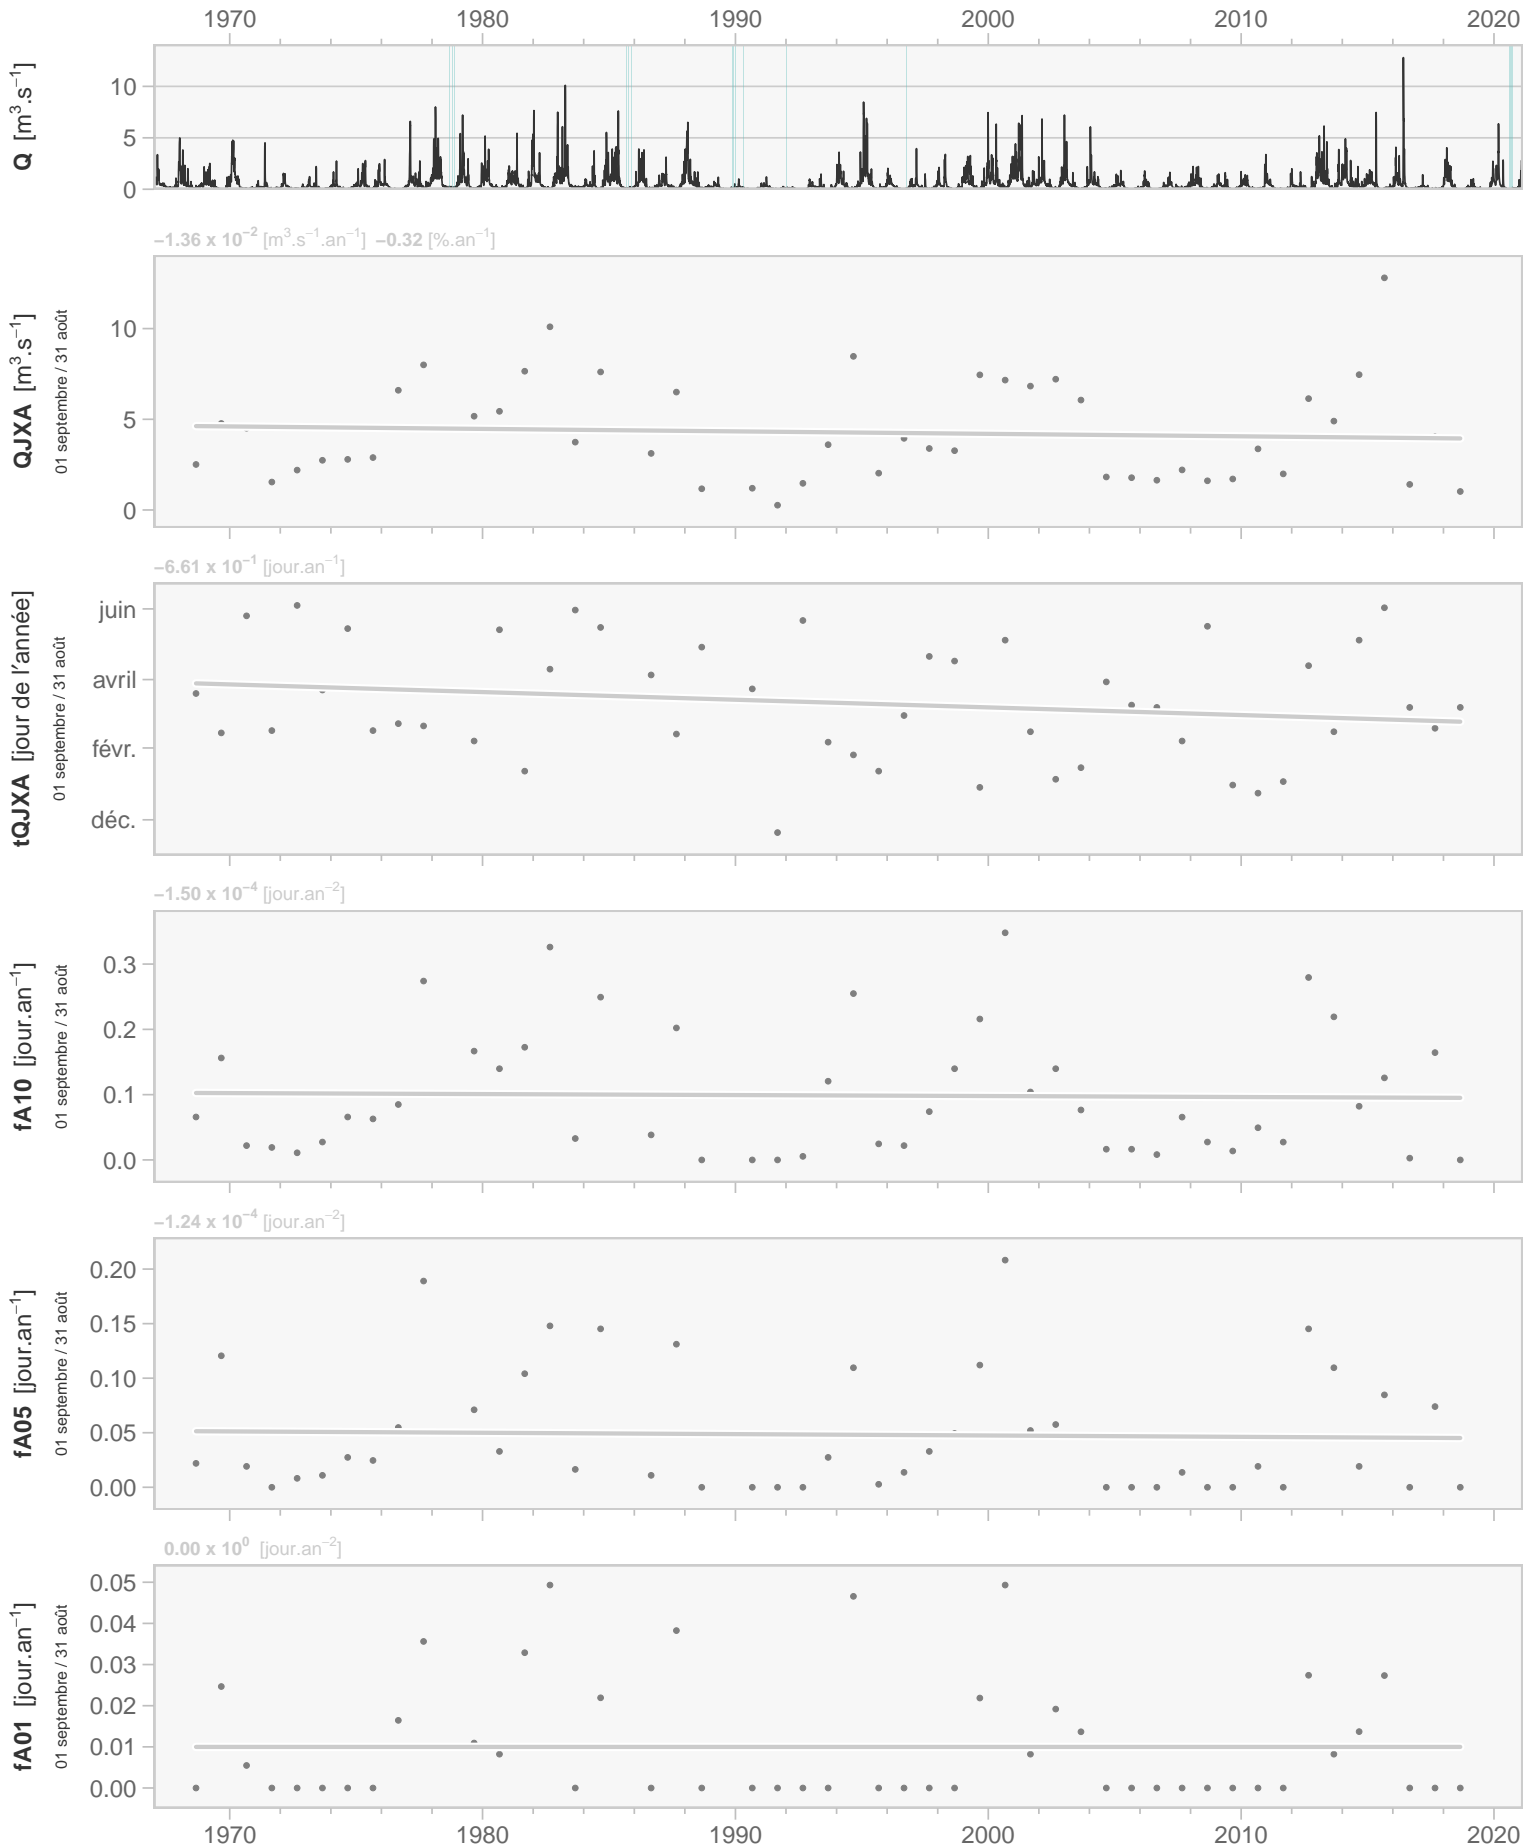 1970 1980 1990 2000 2010 2020
Q [m³.s⁻¹]
10
5
0
−1.36 x 10⁻² [m³.s⁻¹.an⁻¹] −0.32 [%.an⁻¹]
QJXA [m³.s⁻¹]
01 septembre / 31 août
10
5
0
−6.61 x 10⁻¹ [jour.an⁻¹]
tQJXA [jour de l'année]
01 septembre / 31 août
juin
avril
févr.
déc.
−1.50 x 10⁻⁴ [jour.an⁻²]
fA10 [jour.an⁻¹]
01 septembre / 31 août
0.3
0.2
0.1
0.0
−1.24 x 10⁻⁴ [jour.an⁻²]
fA05 [jour.an⁻¹]
01 septembre / 31 août
0.20
0.15
0.10
0.05
0.00
0.00 x 10⁰ [jour.an⁻²]
fA01 [jour.an⁻¹]
01 septembre / 31 août
0.05
0.04
0.03
0.02
0.01
0.00
1970 1980 1990 2000 2010 2020